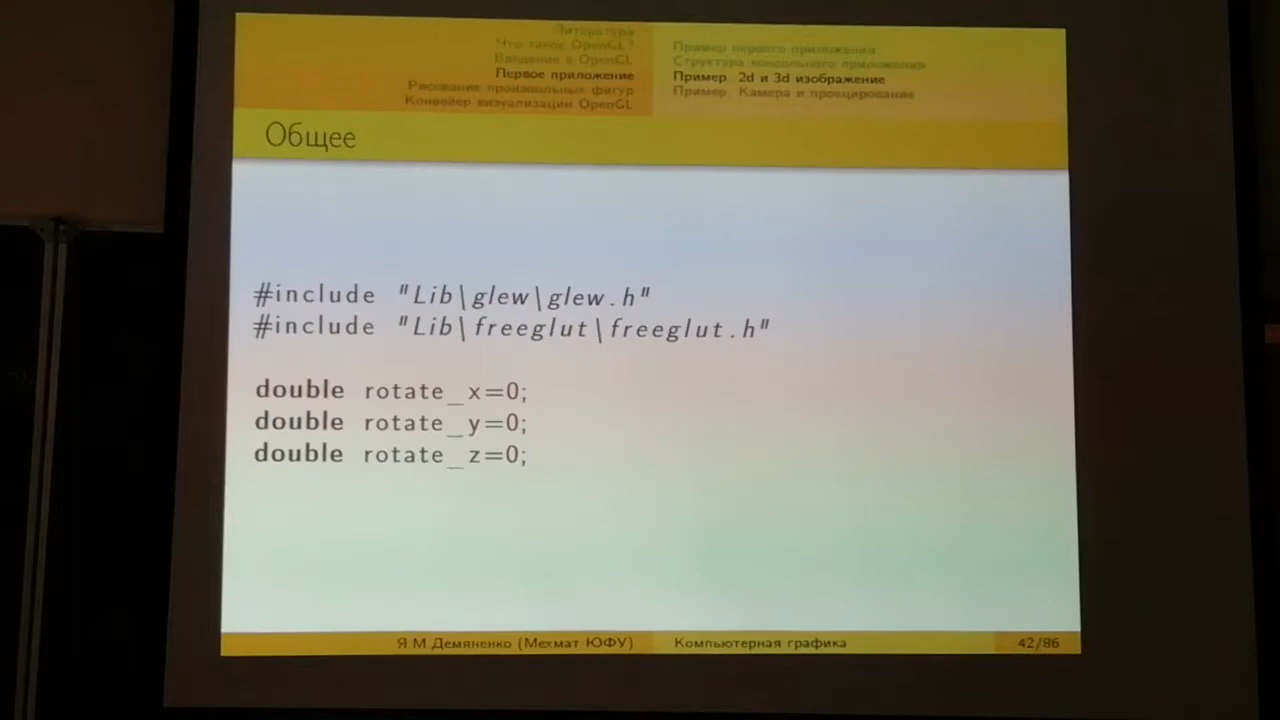 Литература
Что такое OpenGL?
Введение в OpenGL
Первое приложение
Рисование произвольных фигур
Конвейер визуализации OpenGL
Пример первого приложения
Структура консольного приложения
Пример. 2d и 3d изображение
Пример. Камера и проецирование
Общее
#include "Lib\glew\glew.h"
#include "Lib\freeglut\freeglut.h"
double rotate_x=0;
double rotate_y=0;
double rotate_z=0;
Я.М.Демяненко (Мехмат ЮФУ) Компьютерная графика 42/86